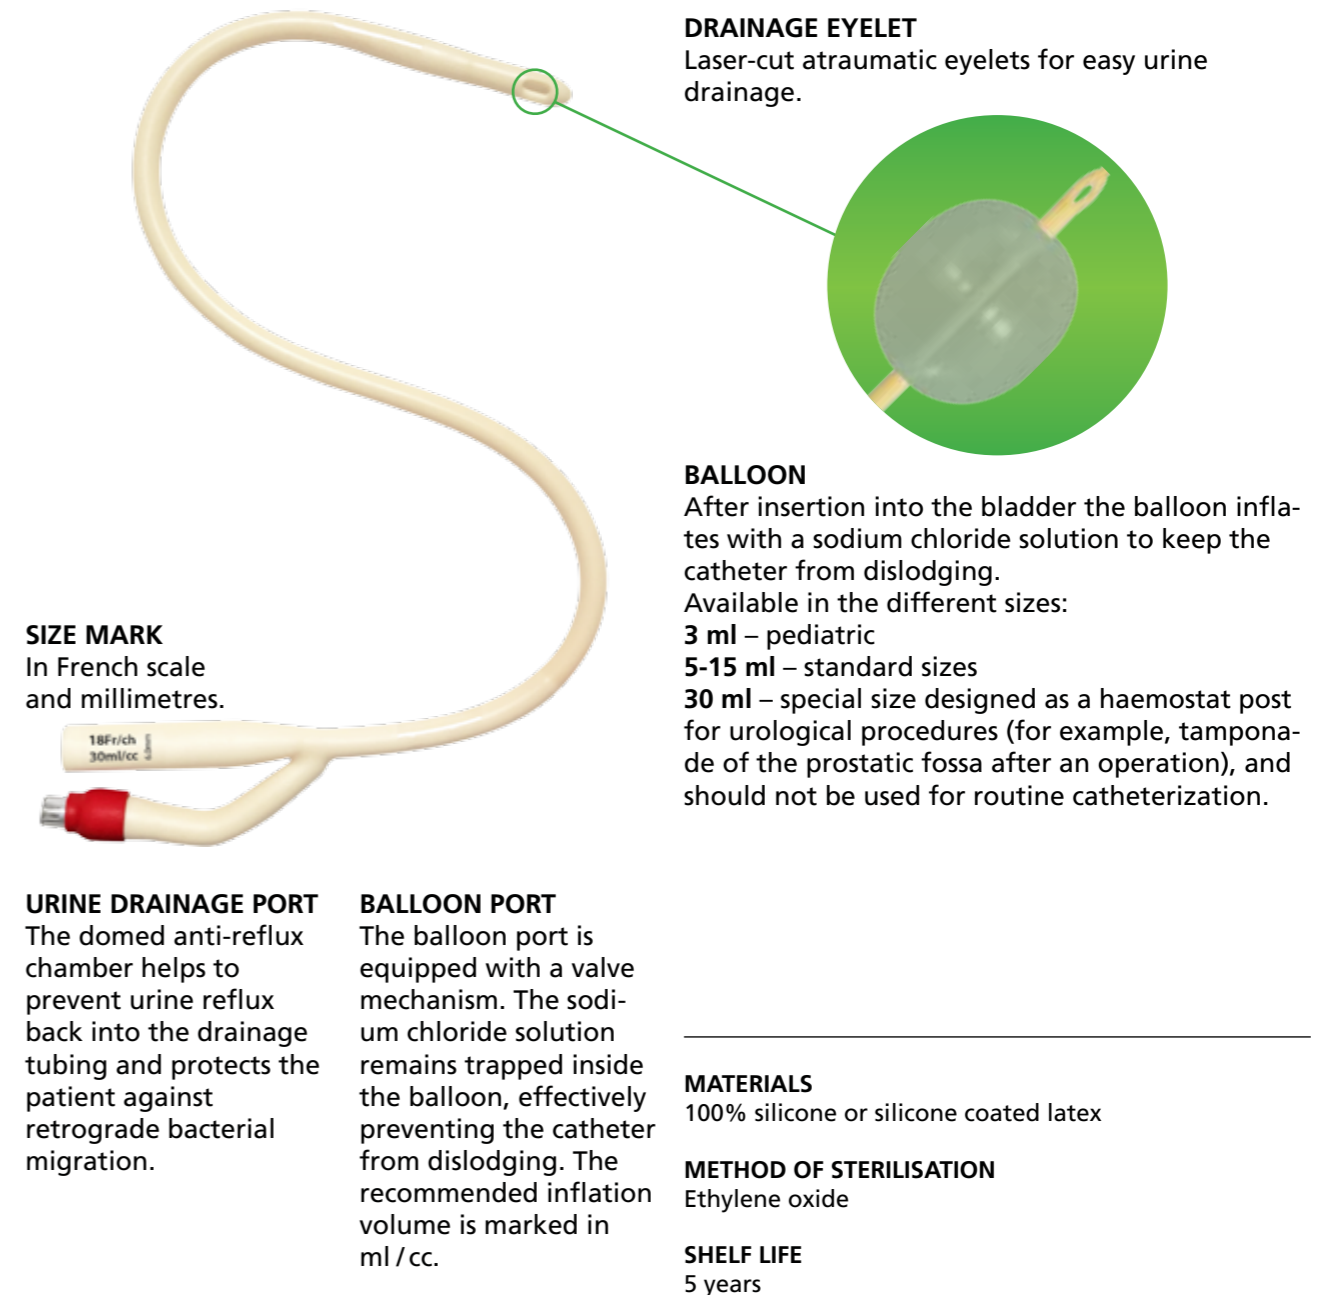 DRAINAGE EYELET
Laser-cut atraumatic eyelets for easy urine
drainage.
BALLOON
After insertion into the bladder the balloon infla-
tes with a sodium chloride solution to keep the
catheter from dislodging.
Available in the different sizes:
3 ml – pediatric
5-15 ml – standard sizes
30 ml – special size designed as a haemostat post
for urological procedures (for example, tampona-
de of the prostatic fossa after an operation), and
should not be used for routine catheterization.
SIZE MARK
In French scale
and millimetres.
18Fr/ch
30ml/cc
6.0mm
URINE DRAINAGE PORT
The domed anti-reflux
chamber helps to
prevent urine reflux
back into the drainage
tubing and protects the
patient against
retrograde bacterial
migration.
BALLOON PORT
The balloon port is
equipped with a valve
mechanism. The sodi-
um chloride solution
remains trapped inside
the balloon, effectively
preventing the catheter
from dislodging. The
recommended inflation
volume is marked in
ml / cc.
MATERIALS
100% silicone or silicone coated latex
METHOD OF STERILISATION
Ethylene oxide
SHELF LIFE
5 years